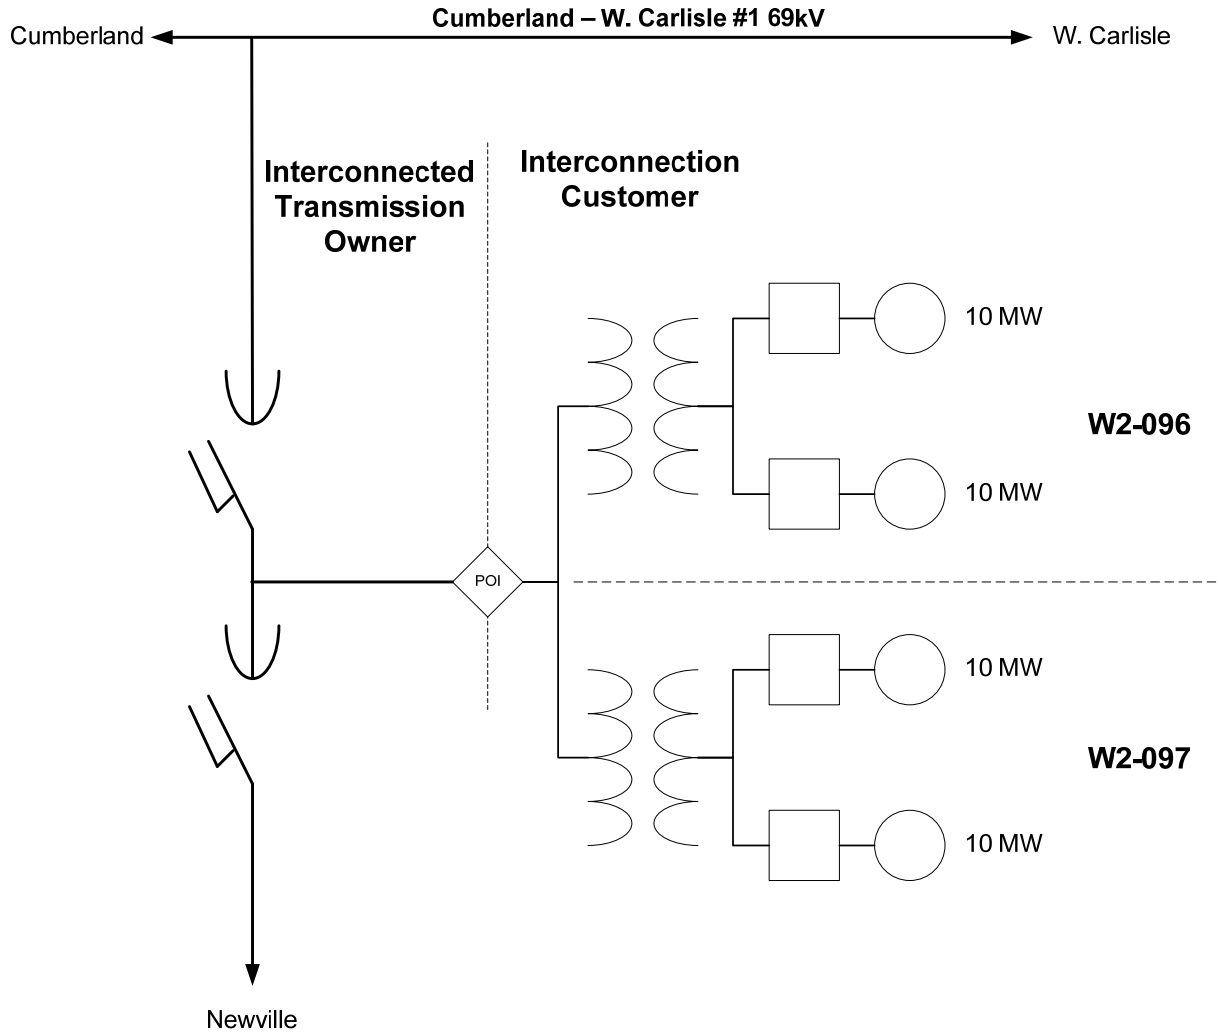 Cumberland – W. Carlisle #1 69kV
Cumberland
W. Carlisle
Interconnected
Transmission
Owner
Interconnection
Customer
10 MW
W2-096
10 MW
POI
10 MW
W2-097
10 MW
Newville